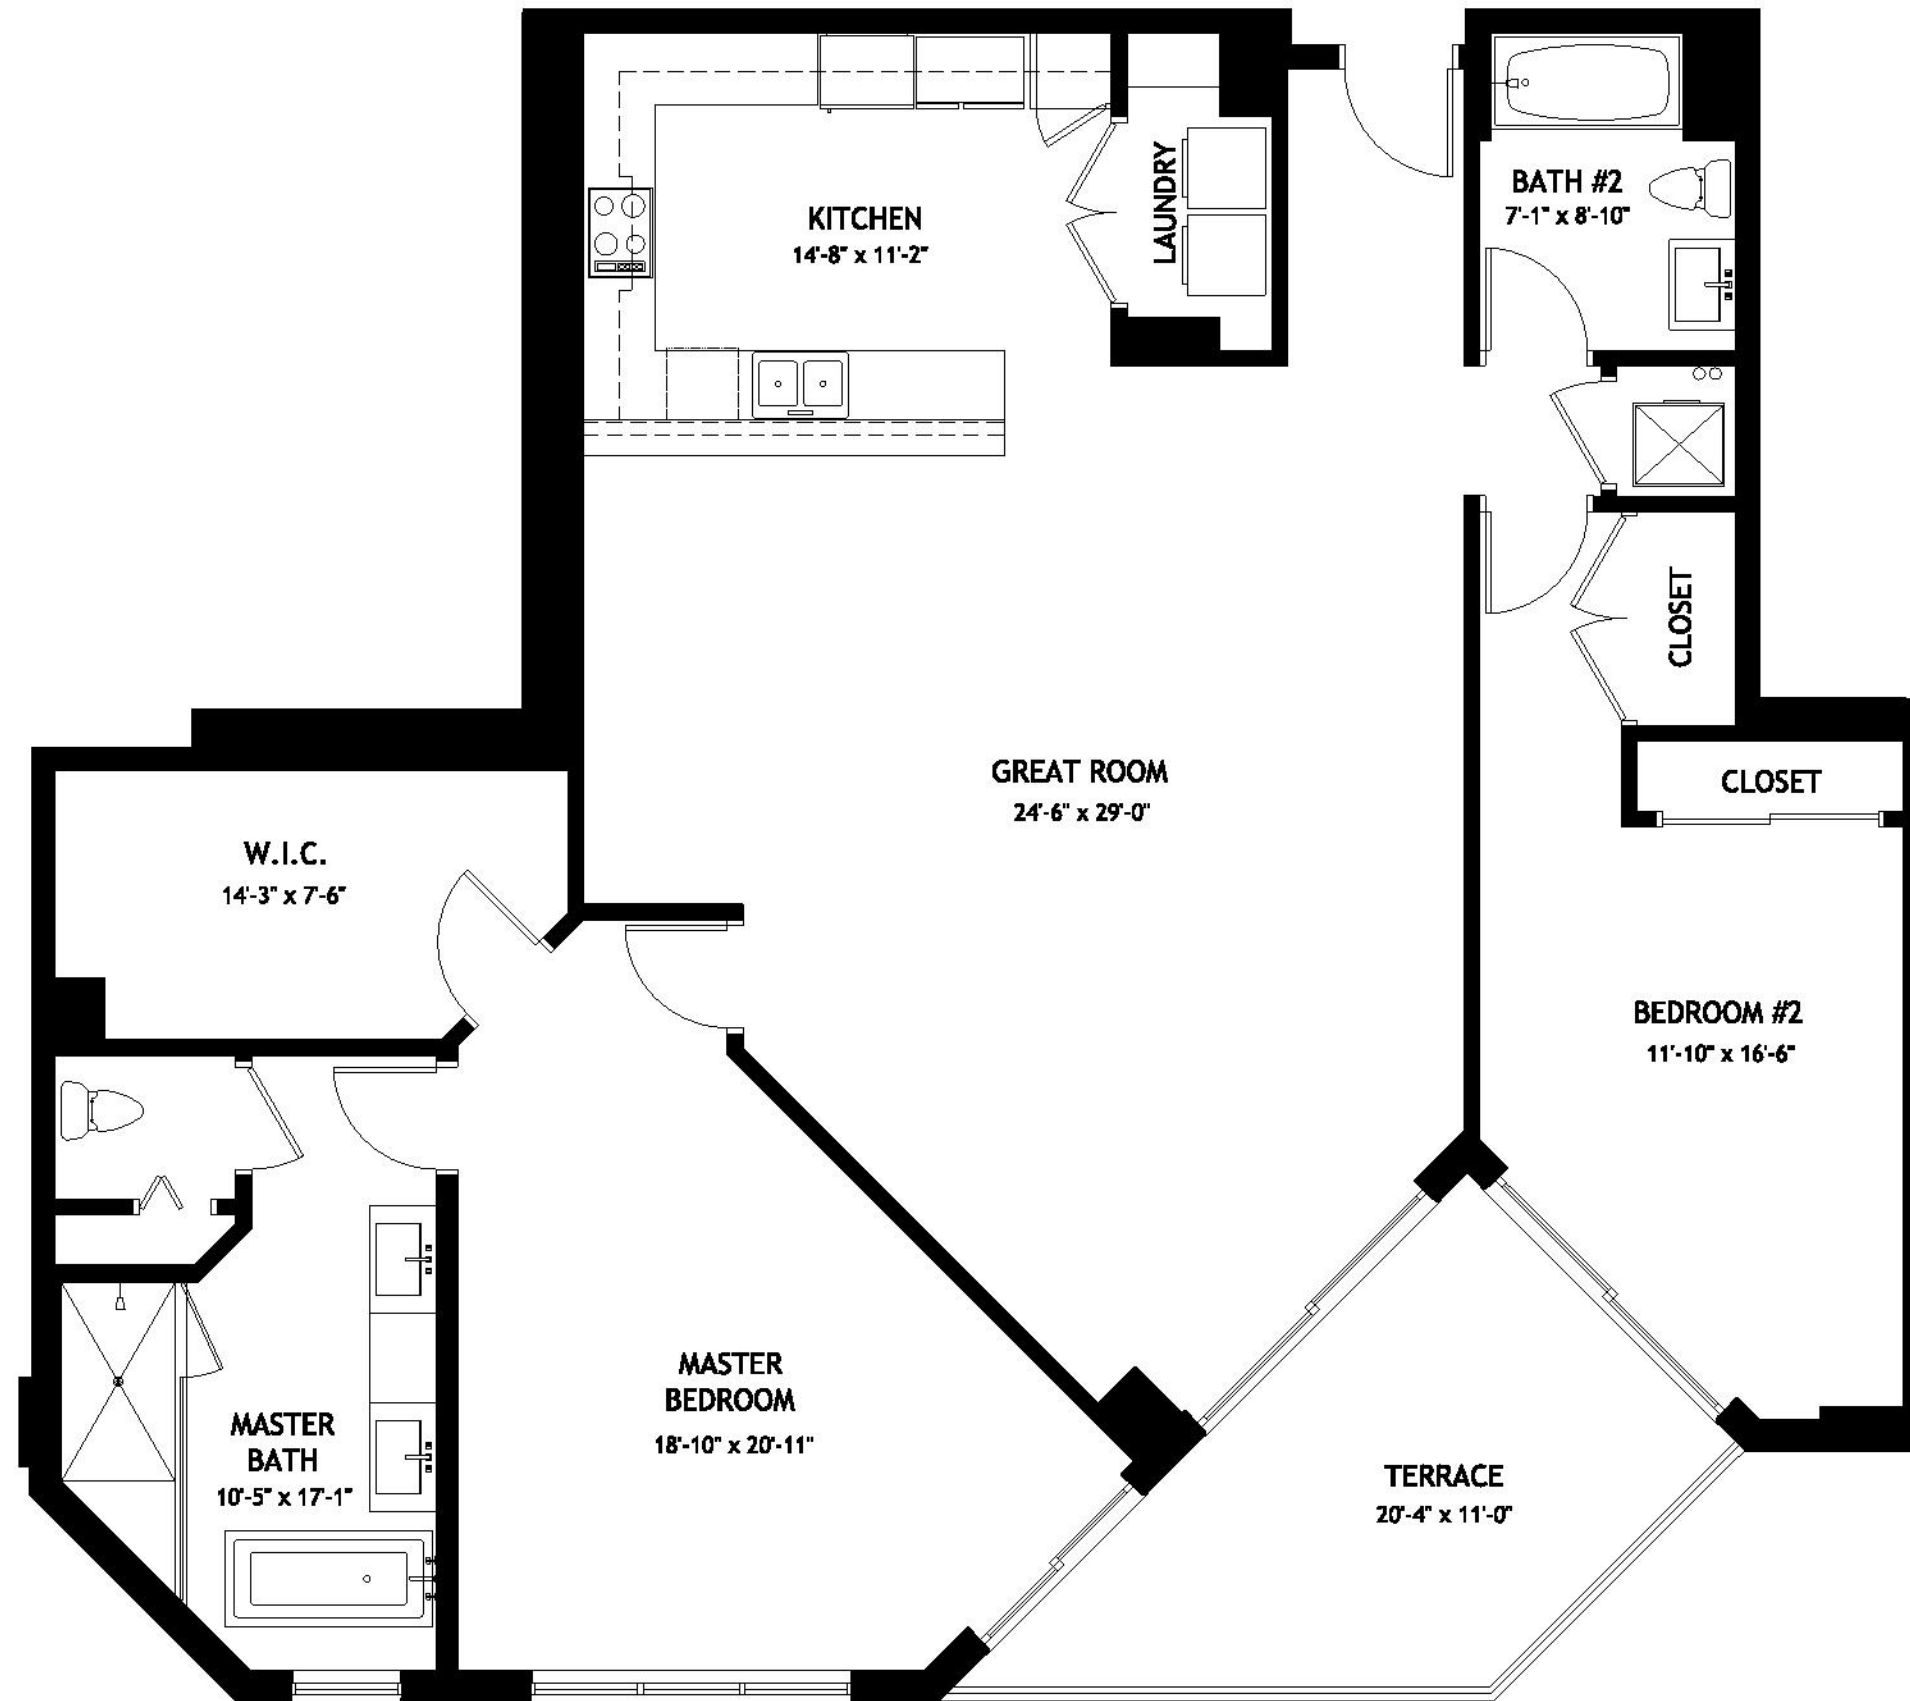 KITCHEN
14'-8" x 11'-2"
LAUNDRY
BATH #2
7'-1" x 8'-10"
CLOSET
CLOSET
GREAT ROOM
24'-6" x 29'-0"
W.I.C.
14'-3" x 7'-6"
BEDROOM #2
11'-10" x 16'-6"
MASTER
BEDROOM
18'-10" x 20'-11"
MASTER
BATH
10'-5" x 17'-1"
TERRACE
20'-4" x 11'-0"